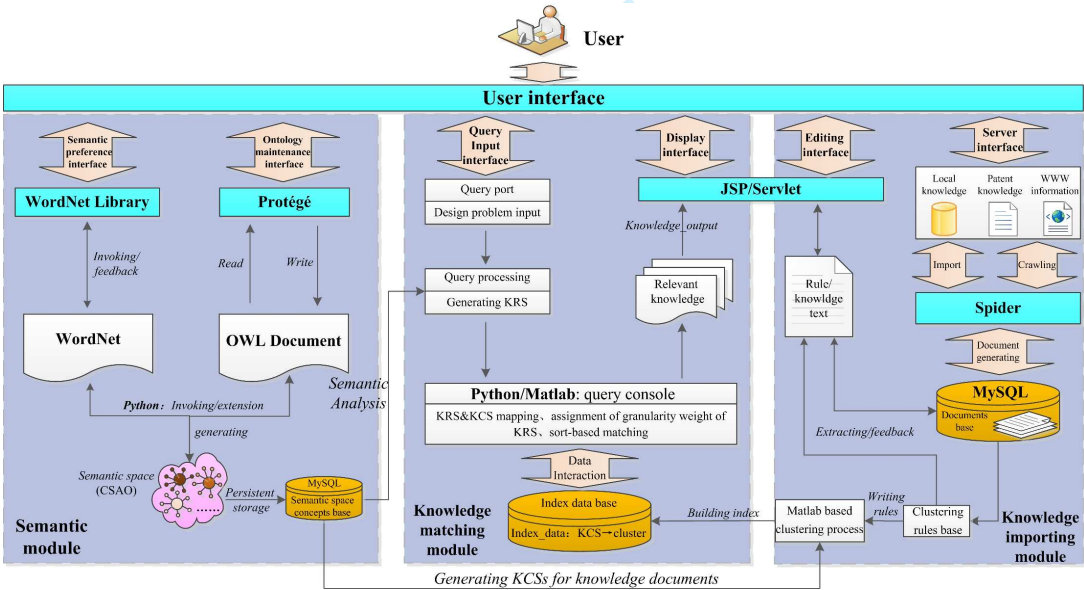 User
User interface
Semantic
preference
interface
Ontology
maintenance
interface
WordNet Library
Protégé
Invoking/
feedback
Read
Write
WordNet
OWL Document
Python：Invoking/extension
generating
Semantic space
(CSAO)
Persistent
storage
MySQL
Semantic space
concepts base
Semantic
module
Semantic
Analysis
Query
Input
interface
Display
interface
Query port
Design problem input
Query processing
Generating KRS
Knowledge_output
Relevant
knowledge
Python/Matlab: query console
KRS&KCS mapping、assignment of granularity weight of
KRS、sort-based matching
Data
Interaction
Index data base
Index_data：KCS→cluster
Knowledge
matching
module
Building index
Editing
interface
Server
interface
JSP/Servlet
Local
knowledge
Patent
knowledge
WWW
information
Import
Crawling
Rule/
knowldge
text
Spider
Document
generating
MySQL
Documents
base
Extracting/feedback
Matlab based
clustering process
Writing
rules
Clustering
rules base
Knowledge
importing
module
Generating KCSs for knowledge documents